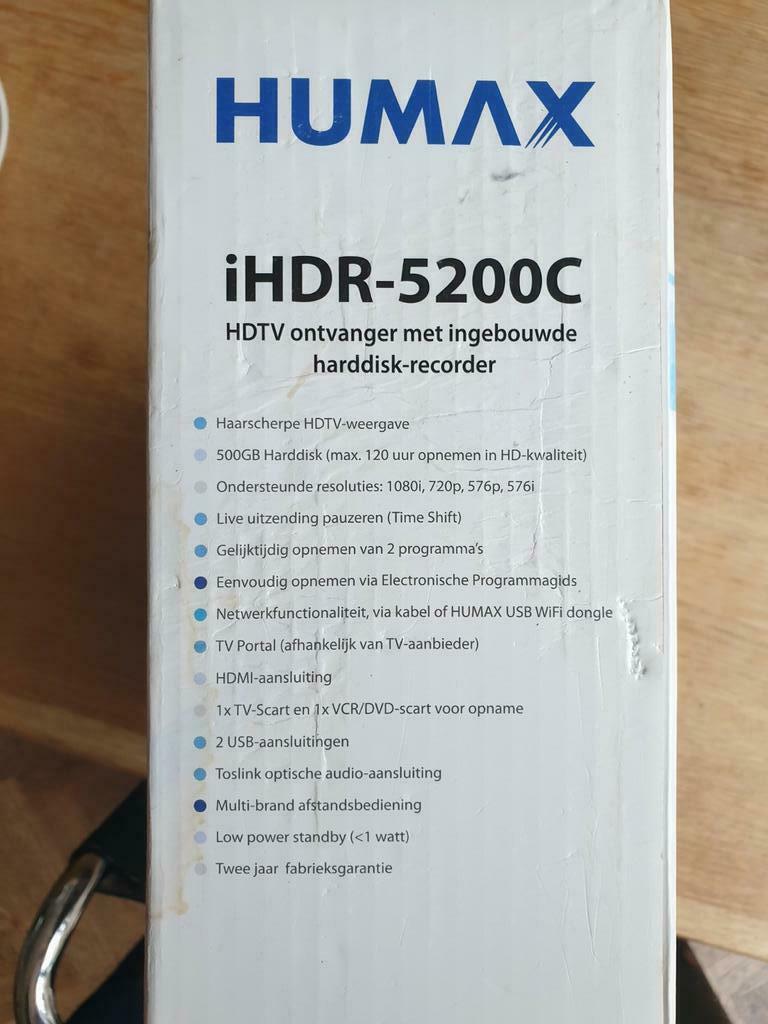 HUMAX
iHDR-5200C
HDTV ontvanger met ingebouwde
harddisk-recorder
Haarscherpe HDTV-weergave
500GB Harddisk (max. 120 uur opnemen in HD-kwaliteit)
Ondersteunde resoluties: 1080i, 720p, 576p, 576i
Live uitzending pauzeren (Time Shift)
Gelijktijdig opnemen van 2 programma's
Eenvoudig opnemen via Electronische Programmagids
Netwerkfunctionaliteit, via kabel of HUMAX USB WiFi dongle
TV Portal (afhankelijk van TV-aanbieder)
HDMI-aansluiting
1x TV-Scart en 1x VCR/DVD-scart voor opname
2 USB-aansluitingen
Toslink optische audio-aansluiting
Multi-brand afstandsbediening
Low power standby (<1 watt)
Twee jaar fabrieksgarantie